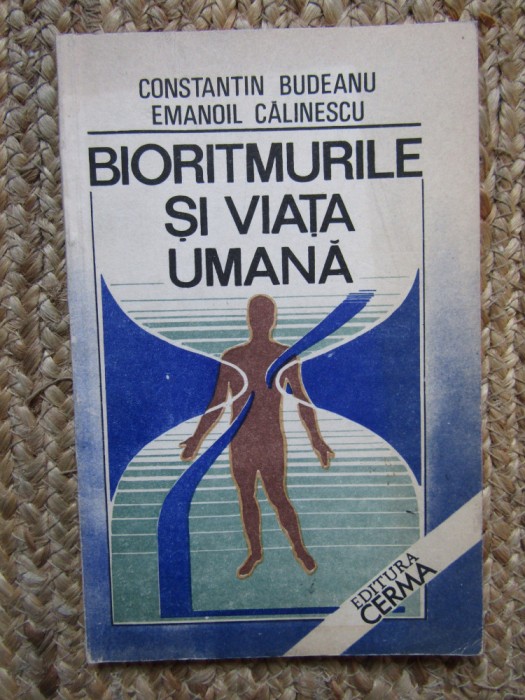 CONSTANTIN BUDEANU
EMANOIL CĂLINESCU
BIORITMURILE
ȘI VIAȚA
UMANĂ
EDITURA
CERMA